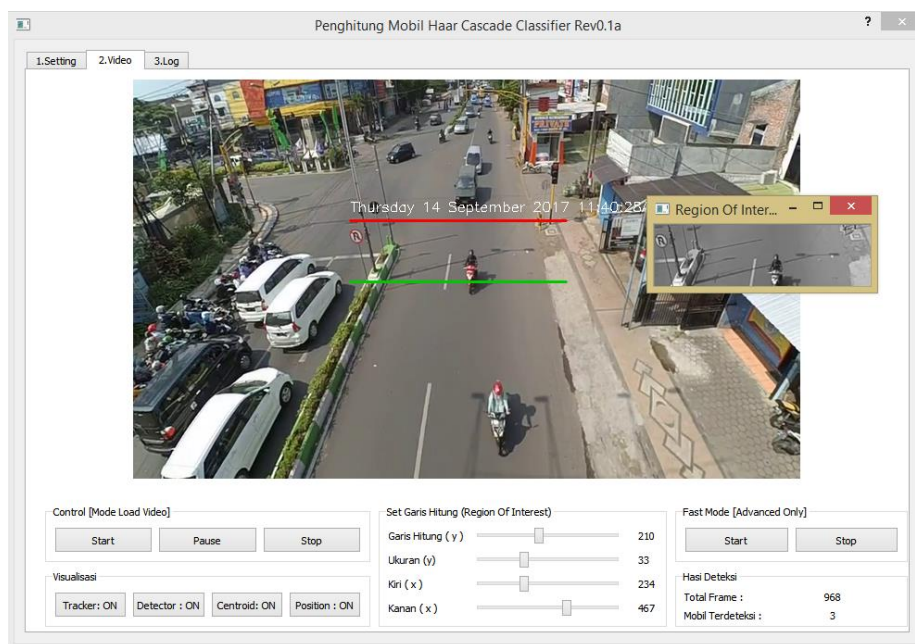 Penghitung Mobil Haar Cascade Classifier Rev0.1a
?
×
1.Setting
2.Video
3.Log
PRIVATE
Thursday 14 September 2017 11:40:28
Region Of Inter...
Control [Mode Load Video]
Start
Pause
Stop
Visualisasi
Tracker: ON
Detector : ON
Centroid: ON
Position : ON
Set Garis Hitung (Region Of Interest)
Garis Hitung ( y )
210
Ukuran (y)
33
Kiri ( x )
234
Kanan ( x )
467
Fast Mode [Advanced Only]
Start
Stop
Hasi Deteksi
Total Frame :
968
Mobil Terdeteksi :
3